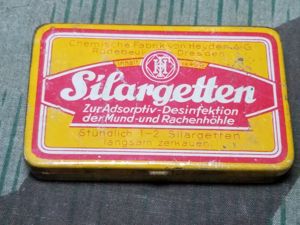 Chemische Fabrik von Heyden A-G
Radebeul Dresden
Silargetten
Zur Adsorptiv-Desinfektion
der Mund- und Rachenhöhle
Stündlich 1-2 Silargetten
langsam zerkauen